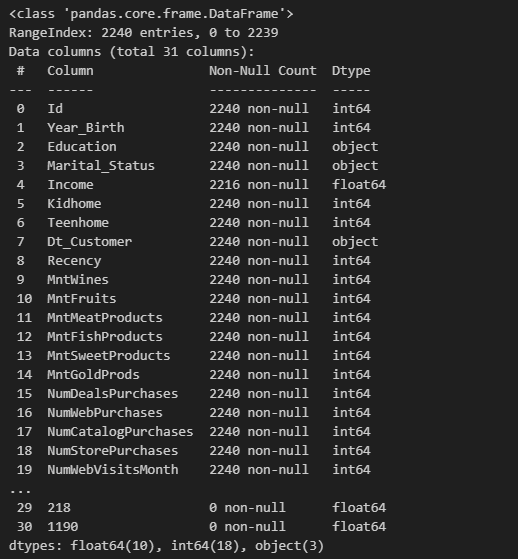 <class 'pandas.core.frame.DataFrame'>
RangeIndex: 2240 entries, 0 to 2239
Data columns (total 31 columns):
 #   Column               Non-Null Count  Dtype
---  ------               --------------  -----
 0   Id                   2240 non-null   int64
 1   Year_Birth           2240 non-null   int64
 2   Education            2240 non-null   object
 3   Marital_Status       2240 non-null   object
 4   Income               2216 non-null   float64
 5   Kidhome              2240 non-null   int64
 6   Teenhome             2240 non-null   int64
 7   Dt_Customer          2240 non-null   object
 8   Recency              2240 non-null   int64
 9   MntWines             2240 non-null   int64
 10  MntFruits            2240 non-null   int64
 11  MntMeatProducts      2240 non-null   int64
 12  MntFishProducts      2240 non-null   int64
 13  MntSweetProducts     2240 non-null   int64
 14  MntGoldProds         2240 non-null   int64
 15  NumDealsPurchases    2240 non-null   int64
 16  NumWebPurchases      2240 non-null   int64
 17  NumCatalogPurchases  2240 non-null   int64
 18  NumStorePurchases    2240 non-null   int64
 19  NumWebVisitsMonth    2240 non-null   int64
...
 29  218                  0 non-null      float64
 30  1190                 0 non-null      float64
dtypes: float64(10), int64(18), object(3)